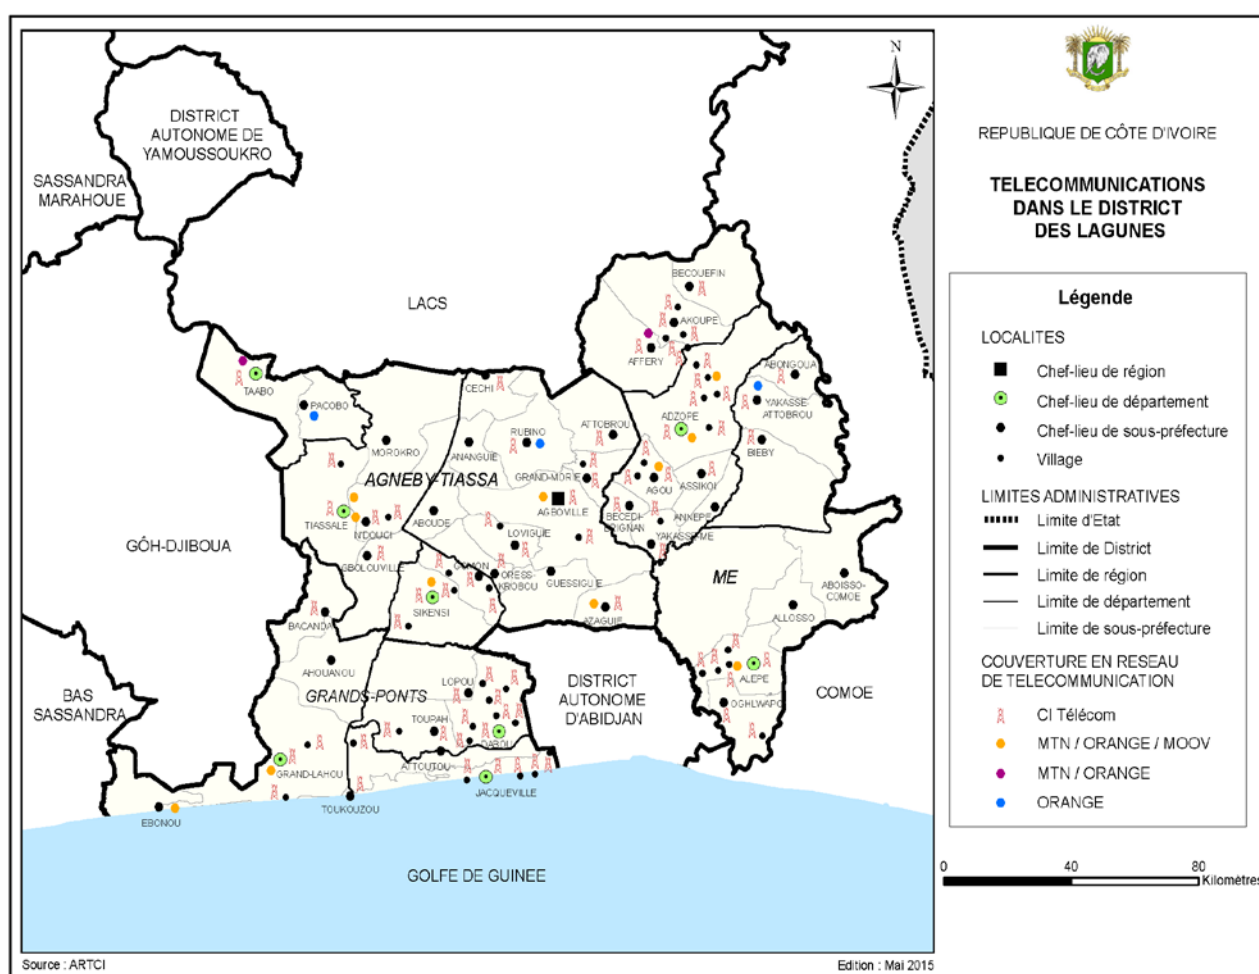 N
DISTRICT
AUTONOME DE
YAMOUSSOUKRO
SASSANDRA
MARAHOUE
LACS
GÔH-DJIBOUA
BAS
SASSANDRA
BECOUEFIN
AKOUPE
AFFERY
TAABO
PACOBO
CECHI
ABONGOUA
YAKASSE-
ATTOBROU
ADZOPE
BIEBY
RUBINO
ATTOBROU
MOROKRO
ANANGUIE
GRAND-MORIE
AGOU
ASSIKOI
AGNEBY-TIASSA
AGBOVILLE
TIASSALE
N'DOUCI
ABOUDE
BECEDI-
BRIGNAN
ANNEPE
YAKASSE-ME
LOVIGUIE
GBOLOUVILLE
GOMON
ORESS-
KROBOU
GUESSIGUIE
ME
ABOISSO-
COMOE
SIKENSI
BACANDA
AZAGUIE
ALLOSSO
AHOUANOU
GRANDS-PONTS
LOPOU
DISTRICT
AUTONOME
D'ABIDJAN
ALEPE
OGHLWAPO
COMOE
TOUPAH
DABOU
ATTOUTOU
GRAND-LAHOU
JACQUEVILLE
TOUKOUZOU
EBONOU
GOLFE DE GUINEE
Source : ARTCI
Edition : Mai 2015
REPUBLIQUE DE CÔTE D'IVOIRE
TELECOMMUNICATIONS
DANS LE DISTRICT
DES LAGUNES
Légende
LOCALITES
Chef-lieu de région
Chef-lieu de département
Chef-lieu de sous-préfecture
Village
LIMITES ADMINISTRATIVES
Limite d'Etat
Limite de District
Limite de région
Limite de département
Limite de sous-préfecture
COUVERTURE EN RESEAU
DE TELECOMMUNICATION
CI Télécom
MTN / ORANGE / MOOV
MTN / ORANGE
ORANGE
0 40 80
Kilomètres